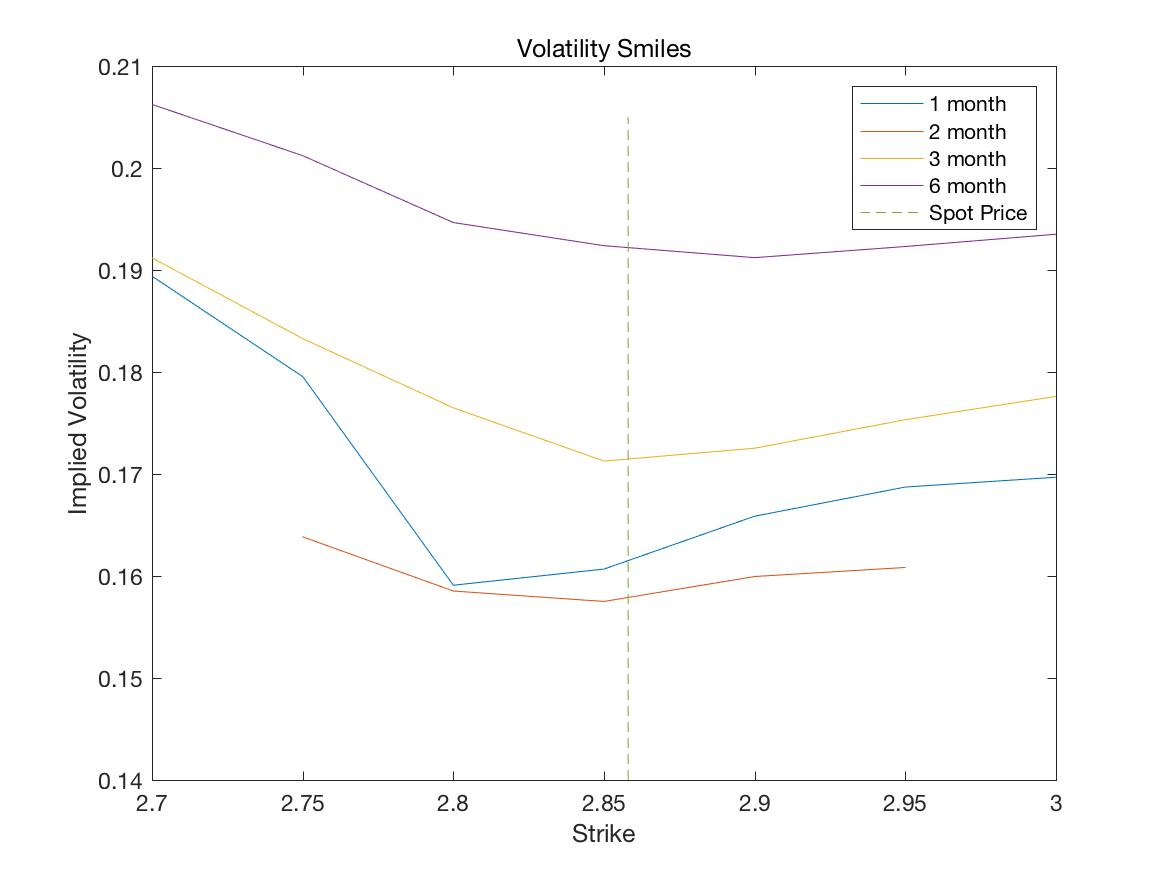 Volatility Smiles
0.21
0.2
0.19
0.18
0.17
0.16
0.15
0.14
Implied Volatility
1 month
2 month
3 month
6 month
Spot Price
2.7 2.75 2.8 2.85 2.9 2.95 3
Strike